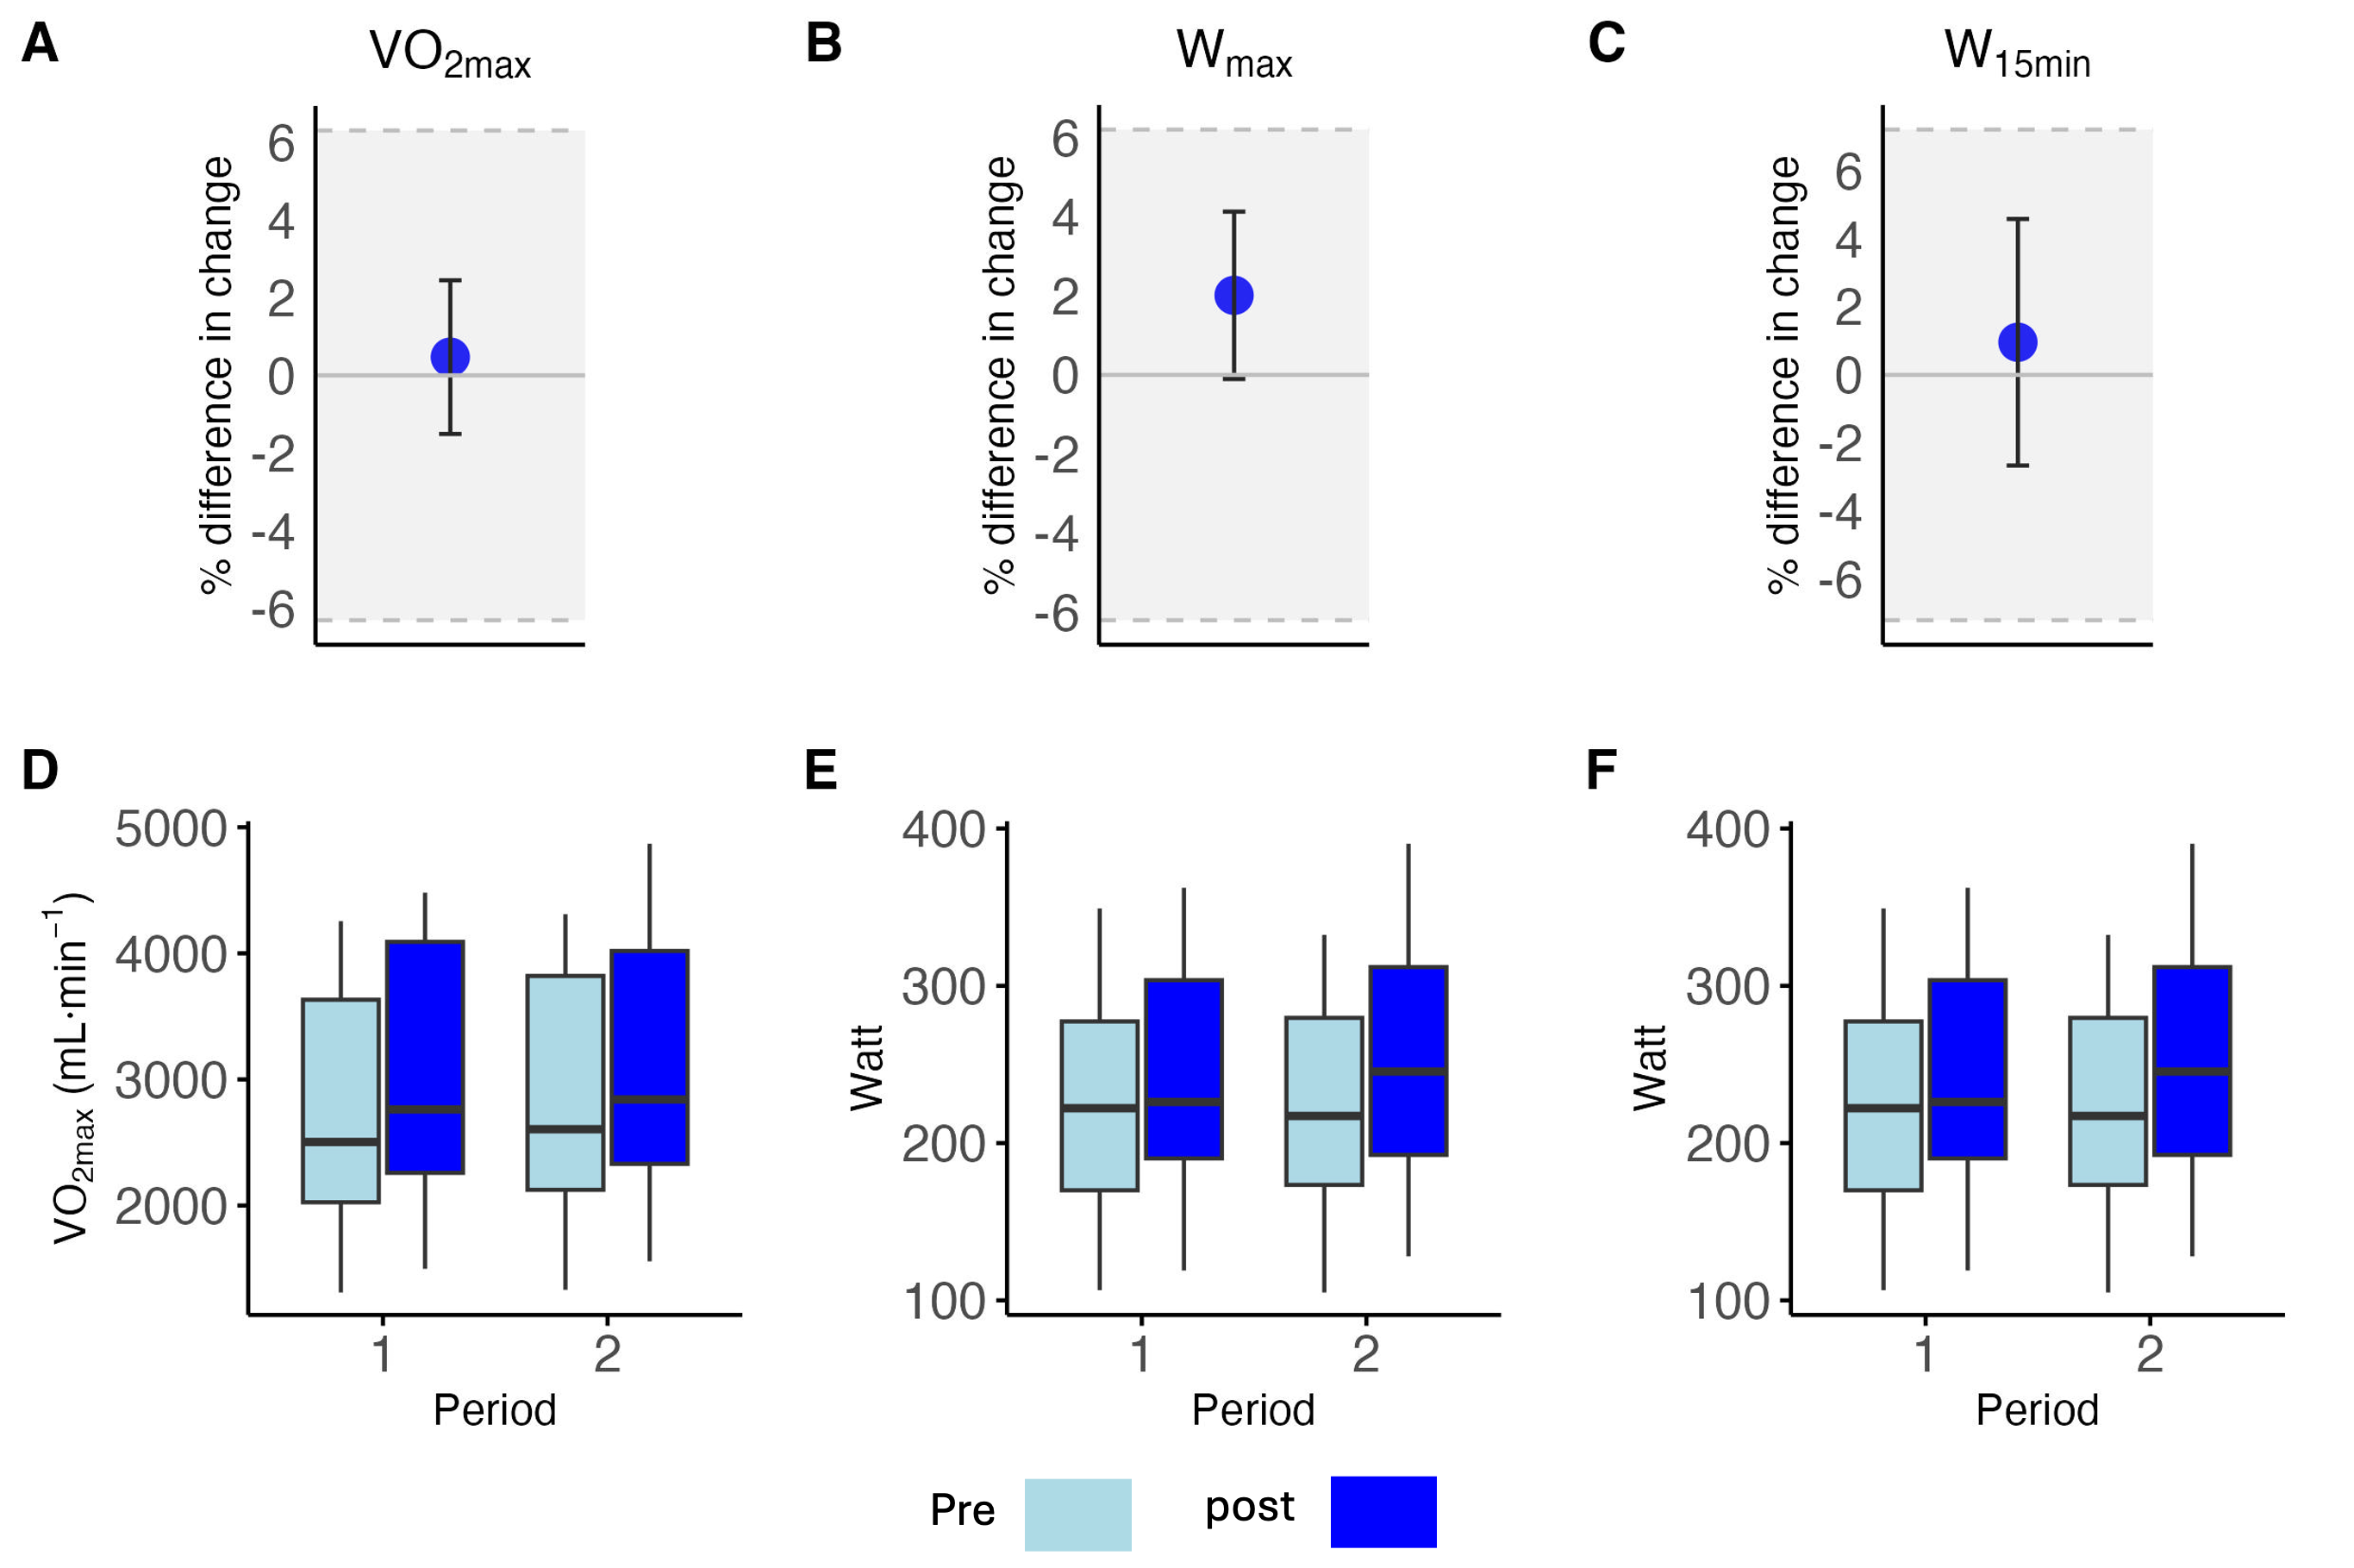 A
VO2max
B
Wmax
C
W15min
% difference in change
6
4
2
0
-2
-4
-6
% difference in change
6
4
2
0
-2
-4
-6
% difference in change
6
4
2
0
-2
-4
-6
D
VO2max (mL·min−1)
5000
4000
3000
2000
1
2
Period
E
Watt
400
300
200
100
1
2
Period
F
Watt
400
300
200
100
1
2
Period
Pre
post